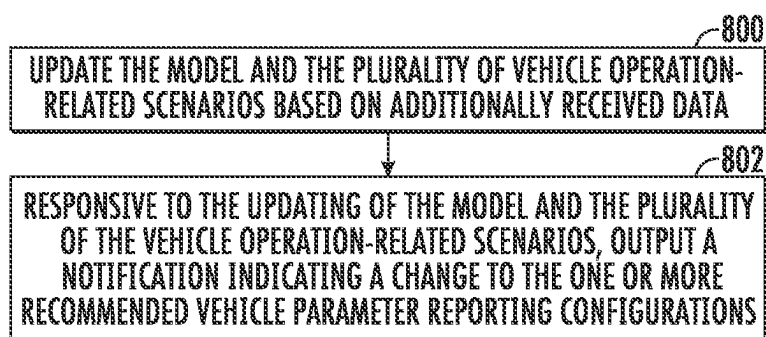 800
UPDATE THE MODEL AND THE PLURALITY OF VEHICLE OPERATION-
RELATED SCENARIOS BASED ON ADDITIONALLY RECEIVED DATA
802
RESPONSIVE TO THE UPDATING OF THE MODEL AND THE PLURALITY
OF THE VEHICLE OPERATION-RELATED SCENARIOS, OUTPUT A
NOTIFICATION INDICATING A CHANGE TO THE ONE OR MORE
RECOMMENDED VEHICLE PARAMETER REPORTING CONFIGURATIONS